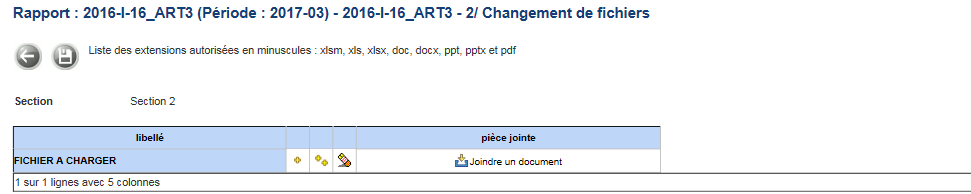 Rapport : 2016-I-16_ART3 (Période : 2017-03) - 2016-I-16_ART3 - 2/ Changement de fichiers
Liste des extensions autorisées en minuscules : xlsm, xls, xlsx, doc, docx, ppt, pptx et pdf
Section Section 2
libellé pièce jointe
FICHIER A CHARGER Joindre un document
1 sur 1 lignes avec 5 colonnes